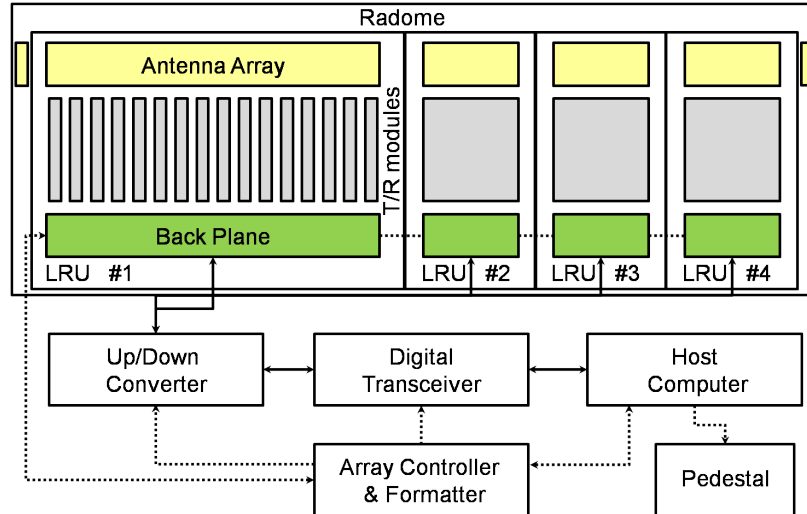 Radome
Antenna Array
T/R modules
Back Plane
LRU #1
LRU #2
LRU #3
LRU #4
Up/Down
Converter
Digital
Transceiver
Host
Computer
Array Controller
& Formatter
Pedestal